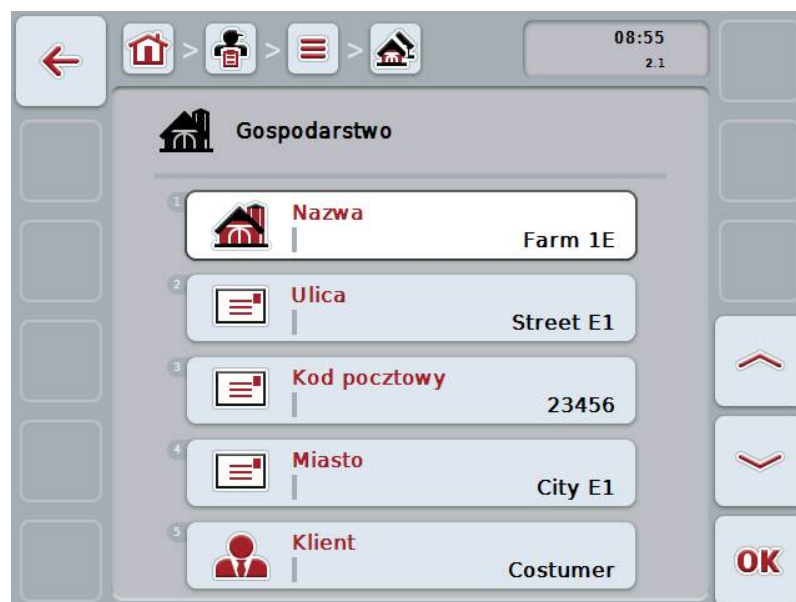 08:55
2.1
Gospodarstwo
1
Nazwa
Farm 1E
2
Ulica
Street E1
3
Kod pocztowy
23456
4
Miasto
City E1
5
Klient
Costumer
OK